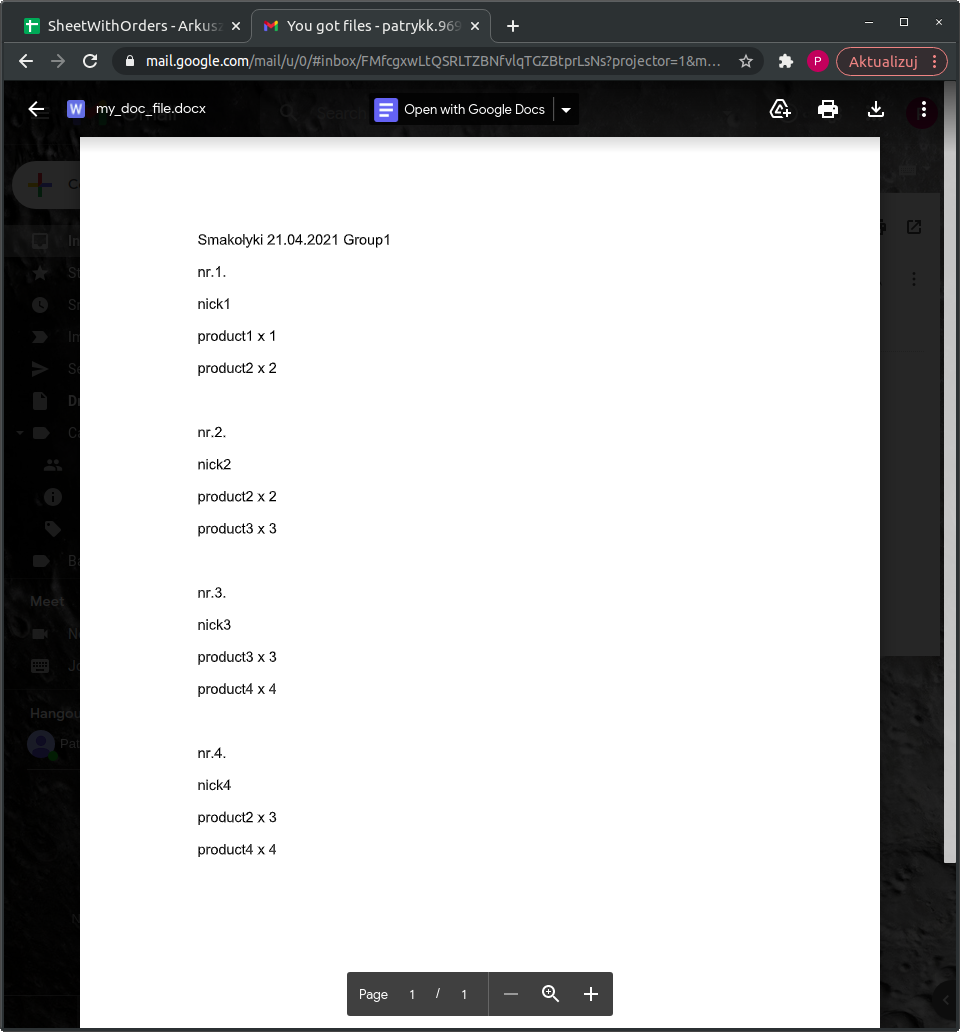 SheetWithOrders - Arkusz
You got files - patrykk.969
mail.google.com/mail/u/0/#inbox/FMfcgxwLtQSRLTZBNfvlqTGZBtprLsNs?projector=1&m...
P
Aktualizuj
W
my_doc_file.docx
Search
Open with Google Docs
Smakołyki 21.04.2021 Group1
nr.1.
nick1
product1 x 1
product2 x 2
nr.2.
nick2
product2 x 2
product3 x 3
nr.3.
nick3
product3 x 3
product4 x 4
nr.4.
nick4
product2 x 3
product4 x 4
Meet
Page 1 / 1